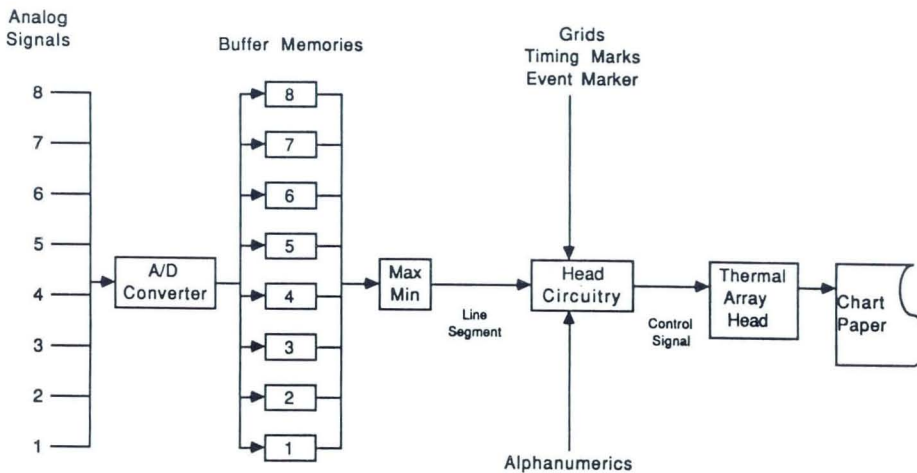 Analog
Signals
Buffer Memories
Grids
Timing Marks
Event Marker
8
7
6
5
4
3
2
1
A/D
Converter
8
7
6
5
4
3
2
1
Max
Min
Line
Segment
Head
Circuitry
Control
Signal
Thermal
Array
Head
Chart
Paper
Alphanumerics